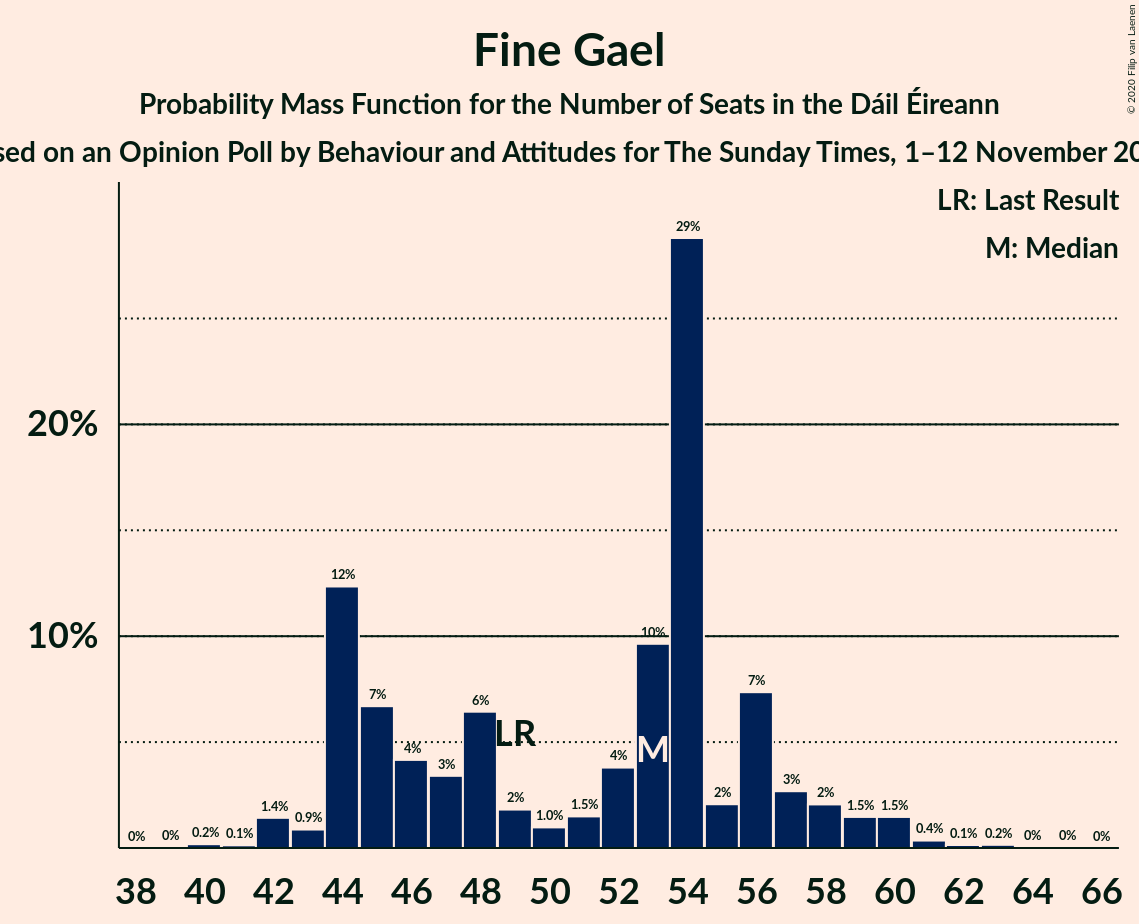 Fine Gael
Probability Mass Function for the Number of Seats in the Dáil Éireann
on an Opinion Poll by Behaviour and Attitudes for The Sunday Times, 1–12 November
© 2020 Filip van Laenen
LR: Last Result
M: Median
20%
10%
0% 0% 0.2% 0.1% 1.4% 0.9% 12% 7% 4% 3% 6% 2% 1.0% 1.5% 4% 10% 29% 2% 7% 3% 2% 1.5% 1.5% 0.4% 0.1% 0.2% 0% 0% 0%
LR
M
38 40 42 44 46 48 50 52 54 56 58 60 62 64 66